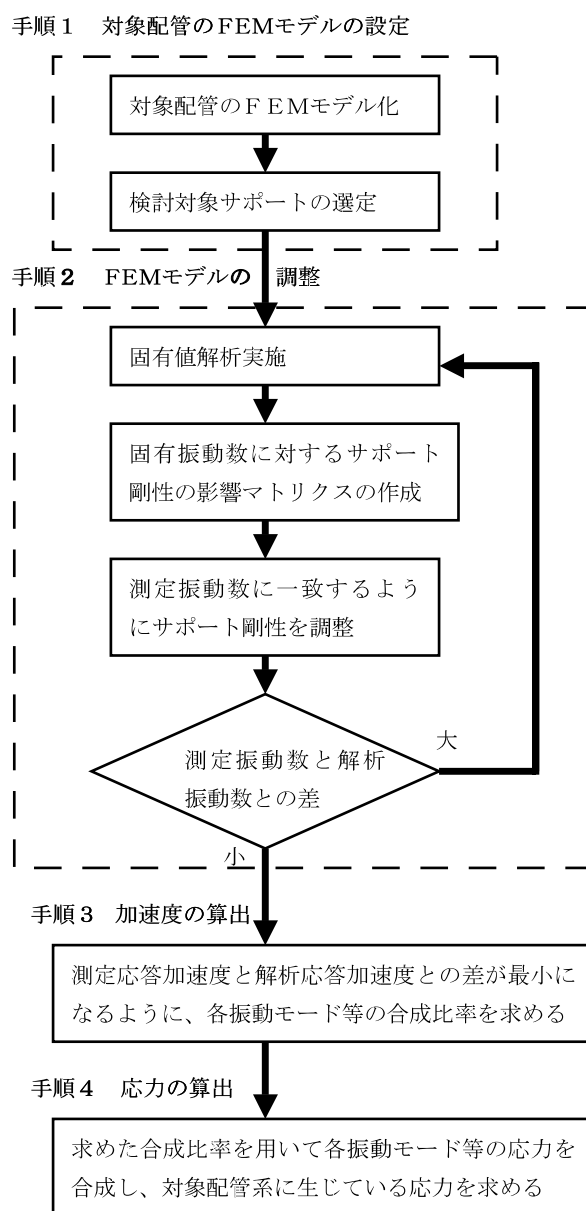 手順１　対象配管のＦＥＭモデルの設定
対象配管のＦＥＭモデル化
検討対象サポートの選定
手順２　ＦＥＭモデルの　調整
固有値解析実施
固有振動数に対するサポート
剛性の影響マトリクスの作成
測定振動数に一致するよう
にサポート剛性を調整
大
測定振動数と解析
振動数との差
小
手順３　加速度の算出
測定応答加速度と解析応答加速度との差が最小に
なるように、各振動モード等の合成比率を求める
手順４　応力の算出
求めた合成比率を用いて各振動モード等の応力を
合成し、対象配管系に生じている応力を求める